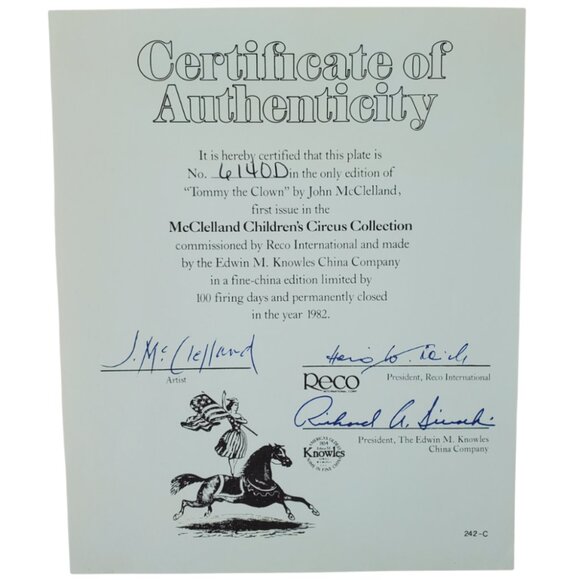 Certificate of
Authenticity
It is hereby certified that this plate is
No. 6140D in the only edition of
"Tommy the Clown" by John McClelland,
first issue in the
McClelland Children's Circus Collection
commissioned by Reco International and made
by the Edwin M. Knowles China Company
in a fine-china edition limited by
100 firing days and permanently closed
in the year 1982.
J. McClelland
Artist
RECO
INTERNATIONAL CORP.
President, Reco International
Richard A.
Knowles
President, The Edwin M. Knowles
China Company
242-C